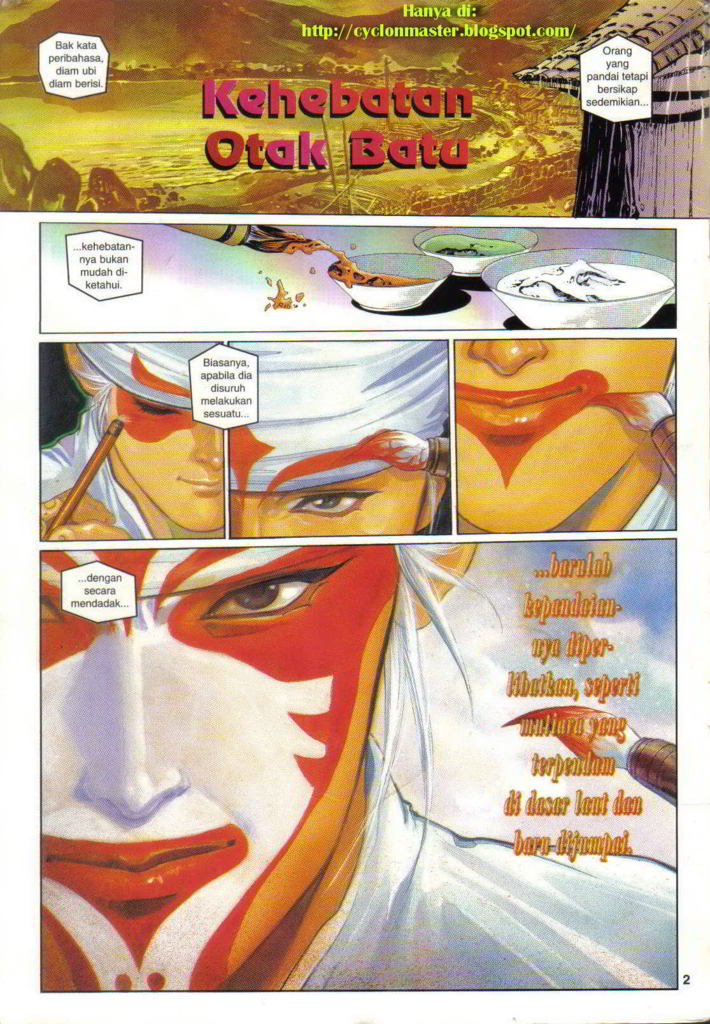 Hanya di:
http://cyclonmaster.blogspot.com/
Bak kata
peribahasa,
diam ubi
diam berisi.
Kehebatan
Otak Batu
Orang
yang
pandai tetapi
bersikap
sedemikian...
...kehebatan-
nya bukan
mudah di-
ketahui.
Biasanya,
apabila dia
disuruh
melakukan
sesuatu...
...dengan
secara
mendadak...
...barulah
kepandaian-
nya diper-
lihatkan, seperti
mutiara yang
terpendam
di dasar laut dan
baru dijumpai.
2